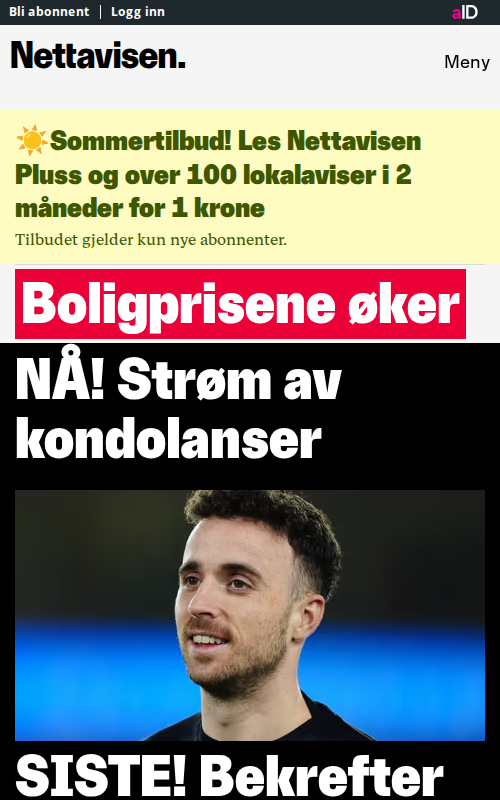 Bli abonnent | Logg inn
aID
Nettavisen.
Meny
☀️Sommertilbud! Les Nettavisen
Pluss og over 100 lokalaviser i 2
måneder for 1 krone
Tilbudet gjelder kun nye abonnenter.
Boligprisene øker
NÅ! Strøm av
kondolanser
SISTE! Bekrefter